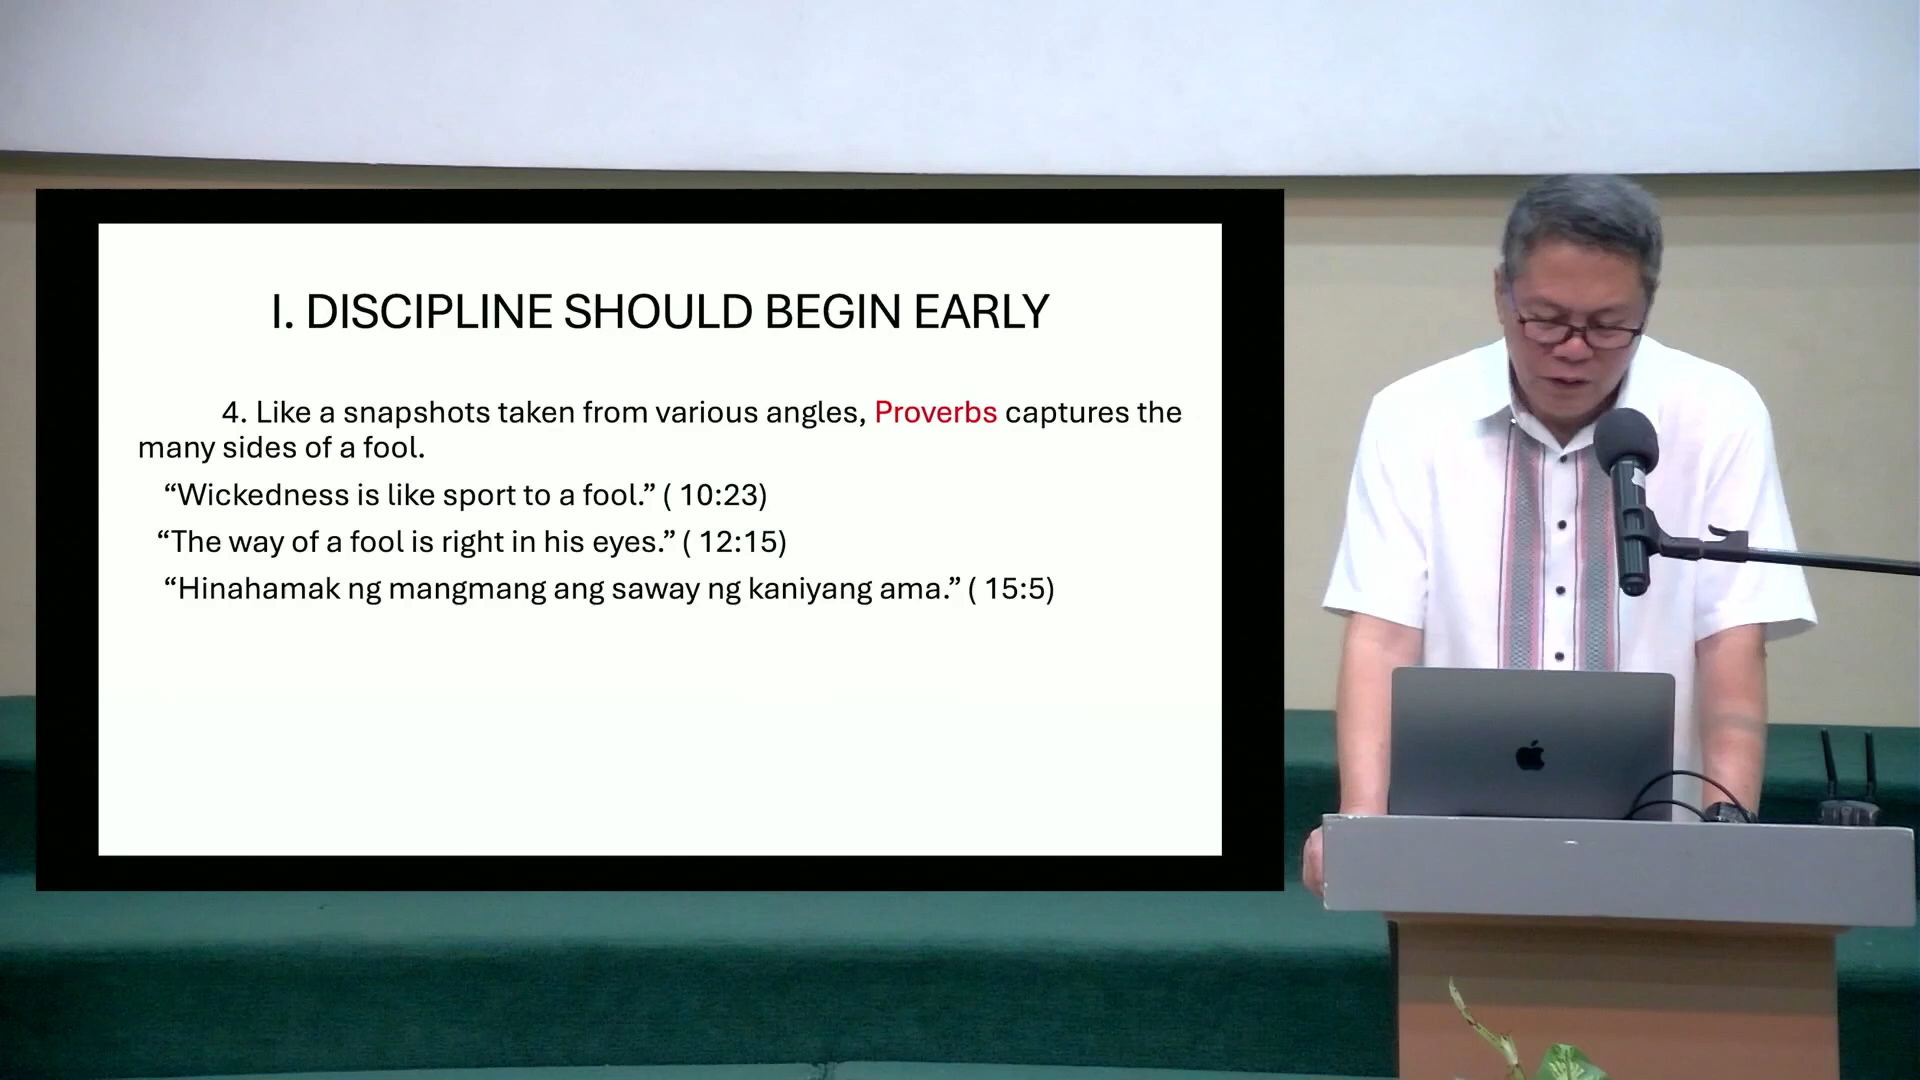 I. DISCIPLINE SHOULD BEGIN EARLY
4. Like a snapshots taken from various angles, Proverbs captures the
many sides of a fool.
“Wickedness is like sport to a fool.” ( 10:23)
“The way of a fool is right in his eyes.” ( 12:15)
“Hinahamak ng mangmang ang saway ng kaniyang ama.” ( 15:5)